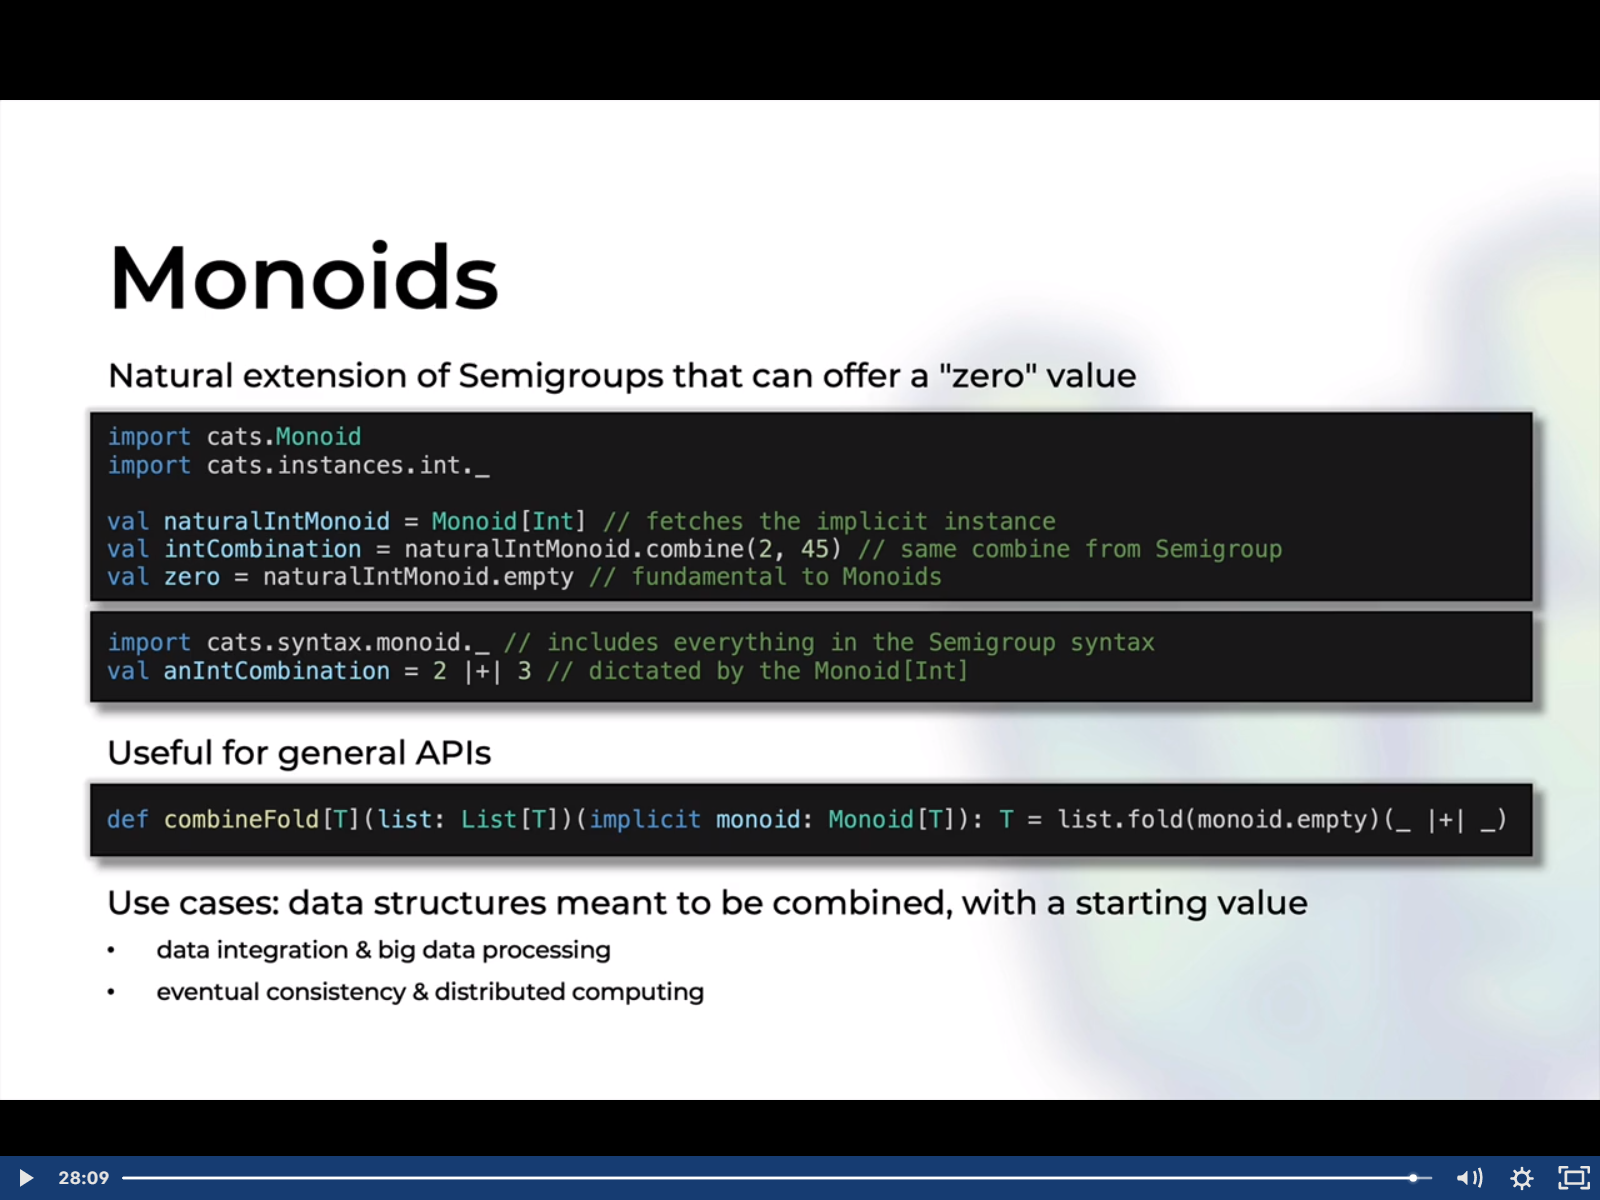 Monoids
Natural extension of Semigroups that can offer a "zero" value
import cats.Monoid
import cats.instances.int._
val naturalIntMonoid = Monoid[Int] // fetches the implicit instance
val intCombination = naturalIntMonoid.combine(2, 45) // same combine from Semigroup
val zero = naturalIntMonoid.empty // fundamental to Monoids
import cats.syntax.monoid._ // includes everything in the Semigroup syntax
val anIntCombination = 2 |+| 3 // dictated by the Monoid[Int]
Useful for general APIs
def combineFold[T](list: List[T])(implicit monoid: Monoid[T]): T = list.fold(monoid.empty)(_ |+| _)
Use cases: data structures meant to be combined, with a starting value
• data integration & big data processing
• eventual consistency & distributed computing
28:09